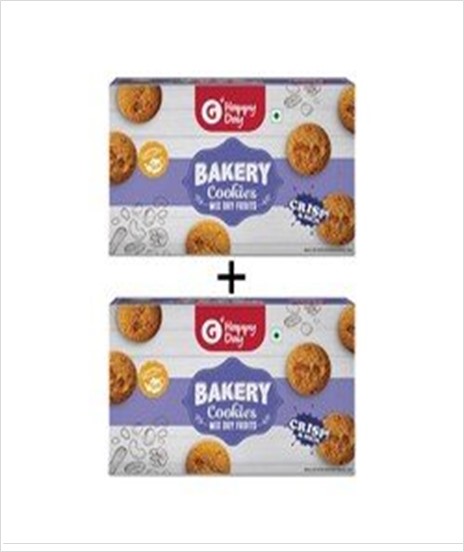 G
Happy
Day
BAKERY
Cookies
MIX DRY FRUITS
CRISP
+
G
Happy
Day
BAKERY
Cookies
MIX DRY FRUITS
CRISP